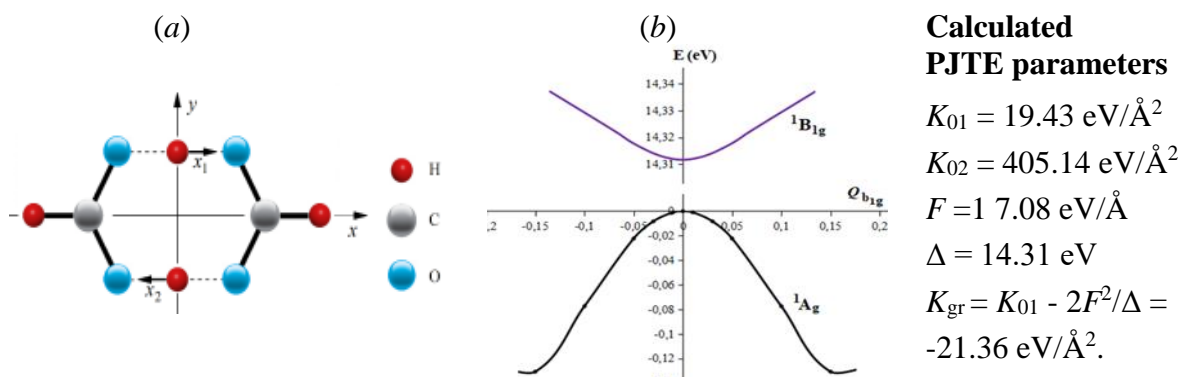 (a)
y
x₁
x
x₂
H
C
O
(b)
E (eV)
14,34
14,33
14,32
14,31
¹B₁g
Q b₁g
0
-0,2 -0,15 -0,1 -0,05 0 0,05 0,1 0,15 0,2
-0,02
-0,04
-0,06
-0,08
-0,1
-0,12
¹Ag
Calculated
PJTE parameters
K₀₁ = 19.43 eV/Å²
K₀₂ = 405.14 eV/Å²
F =1 7.08 eV/Å
Δ = 14.31 eV
Kgr = K₀₁ - 2F²/Δ =
-21.36 eV/Å².